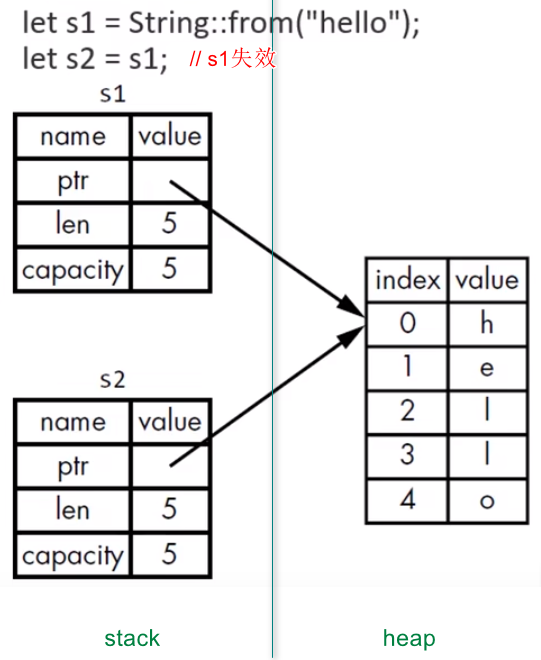 let s1 = String::from("hello");
let s2 = s1; // s1失效
s1
name value
ptr
len 5
capacity 5
s2
name value
ptr
len 5
capacity 5
index value
0 h
1 e
2 l
3 l
4 o
stack heap